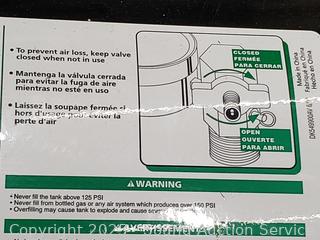 • To prevent air loss, keep valve
closed when not in use
• Mantenga la válvula cerrada
para evitar la fuga de aire
mientras no esté en uso
• Laissez la soupape fermée
hors d'usage pour éviter
perte d'air
CLOSED
FERMÉE
PARA CERRAR
OPEN
OUVERTE
PARA ABRIR
Made in China
Fabriqué en Chine
Hecho en China
WARNING
• Never fill the tank above 125 PSI
• Never fill from bottled gas or any air system which produces over 150 PSI
• Overfilling may cause tank to explode and cause
AVERTISSEMENT
Copyright Auction Service